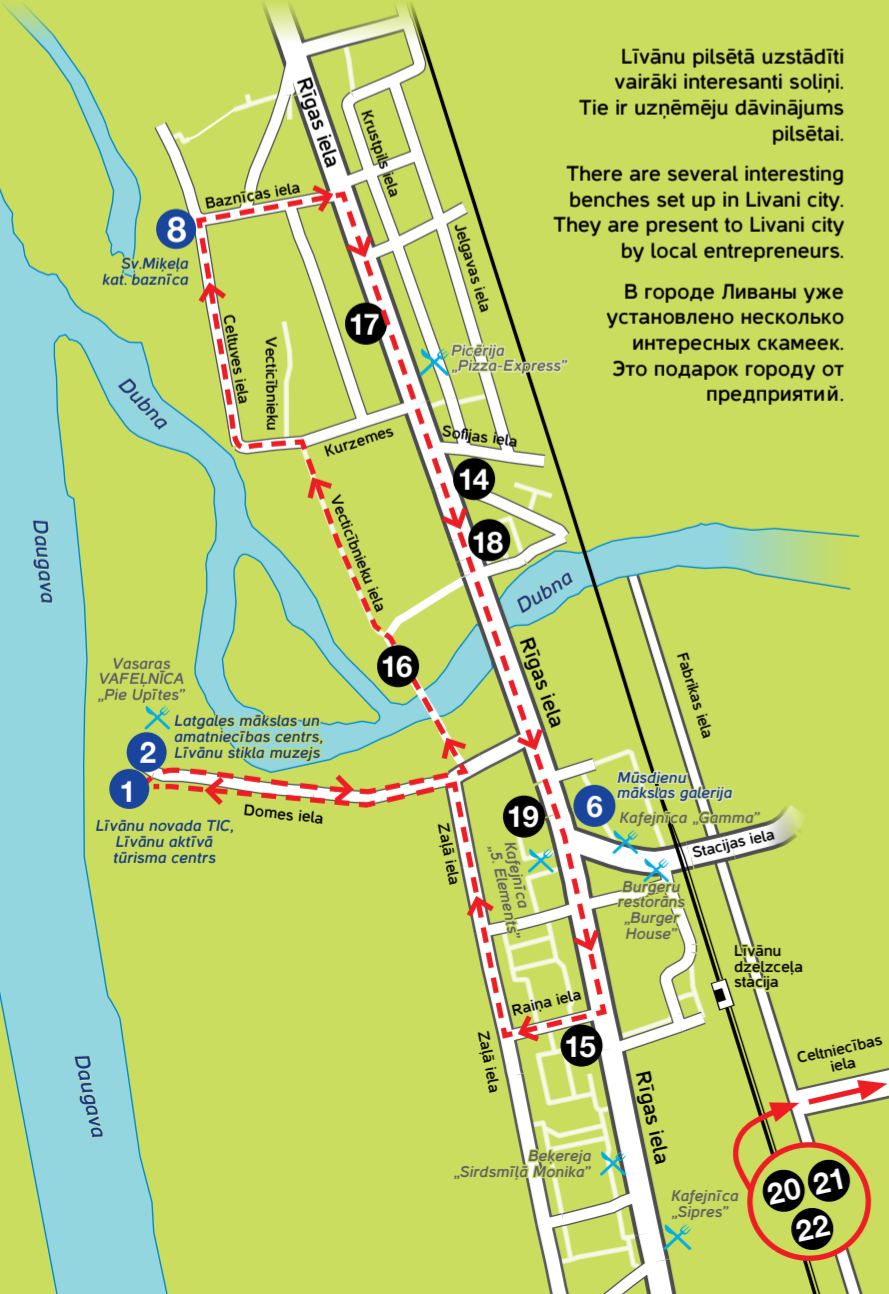 Līvānu pilsētā uzstādīti
vairāki interesanti soliņi.
Tie ir uzņēmēju dāvinājums
pilsētai.
There are several interesting
benches set up in Livani city.
They are present to Livani city
by local entrepreneurs.
В городе Ливаны уже
установлено несколько
интересных скамеек.
Это подарок городу от
предприятий.
Rīgas iela
Krustpils iela
Baznīcas iela
8
Sv.Miķeļa
kat. baznīca
Jelgavas iela
17
Celtuves iela
Vecticībnieku
Picērija
„Pizza-Express”
Dubna
Kurzemes
Sofijas iela
14
Vecticībnieku iela
18
Daugava
Dubna
16
Rīgas iela
Fabrikas iela
Vasaras
VAFEĻNĪCA
„Pie Upītes”
2
Latgales mākslas un
amatniecības centrs,
Līvānu stikla muzejs
1
Domes iela
Līvānu novada TIC,
Līvānu aktīvā
tūrisma centrs
6
Mūsdienu
mākslas galerija
Kafejnīca „Gamma”
19
Stacijas iela
Zaļā iela
Kafejnīca
„5. Elements”
Burgeru
restorāns
„Burger
House”
Līvānu
dzelzceļa
stacija
Raiņa iela
15
Zaļā iela
Daugava
Rīgas iela
Celtniecības
iela
Beķereja
„Sirdsmīļā Monika”
Kafejnīca
„Sipres”
20
21
22